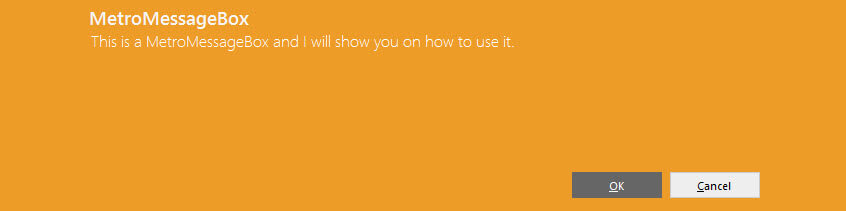 MetroMessageBox
This is a MetroMessageBox and I will show you on how to use it.
OK Cancel